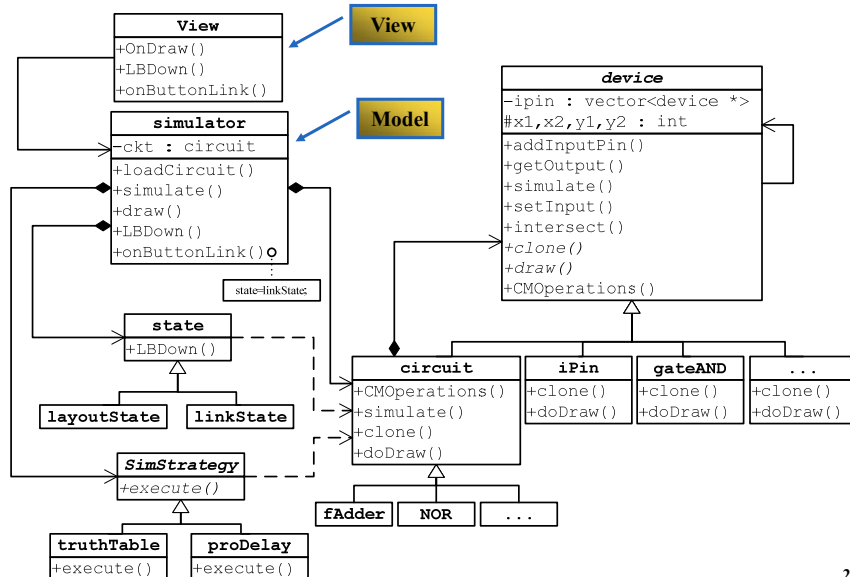 View
+OnDraw()
+LBDown()
+onButtonLink()
View
Model
simulator
-ckt : circuit
+loadCircuit()
+simulate()
+draw()
+LBDown()
+onButtonLink()
state=linkState;
device
-ipin : vector<device *>
#x1,x2,y1,y2 : int
+addInputPin()
+getOutput()
+simulate()
+setInput()
+intersect()
+clone()
+draw()
+CMOperations()
state
+LBDown()
layoutState
linkState
SimStrategy
+execute()
truthTable
+execute()
proDelay
+execute()
circuit
+CMOperations()
+simulate()
+clone()
+doDraw()
iPin
+clone()
+doDraw()
gateAND
+clone()
+doDraw()
...
+clone()
+doDraw()
fAdder
NOR
...
2